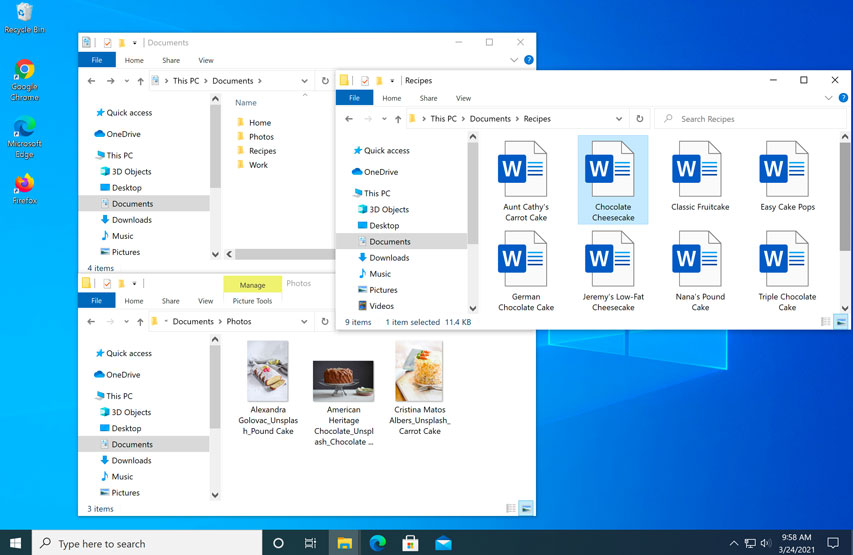 Recycle Bin
Google
Chrome
Microsoft
Edge
Firefox
Documents
File Home Share View
This PC > Documents >
Quick access
OneDrive
This PC
3D Objects
Desktop
Documents
Downloads
Music
Pictures
Name
Home
Photos
Recipes
Work
4 items
Recipes
File Home Share View
This PC > Documents > Recipes
Search Recipes
Quick access
OneDrive
This PC
3D Objects
Desktop
Documents
Downloads
Music
Pictures
Videos
Aunt Cathy's
Carrot Cake
Chocolate
Cheesecake
Classic Fruitcake
Easy Cake Pops
German
Chocolate Cake
Jeremy's Low-Fat
Cheesecake
Nana's Pound
Cake
Triple Chocolate
Cake
9 items 1 item selected 11.4 KB
Manage Photos
File Home Share View Picture Tools
Documents > Photos
Quick access
OneDrive
This PC
3D Objects
Desktop
Documents
Downloads
Music
Pictures
Alexandra
Golovac_Unsplas
h_Pound Cake
American
Heritage
Chocolate_Unspl
ash_Chocolate ...
Cristina Matos
Albers_Unsplash_
Carrot Cake
3 items
Type here to search
9:58 AM
3/24/2021